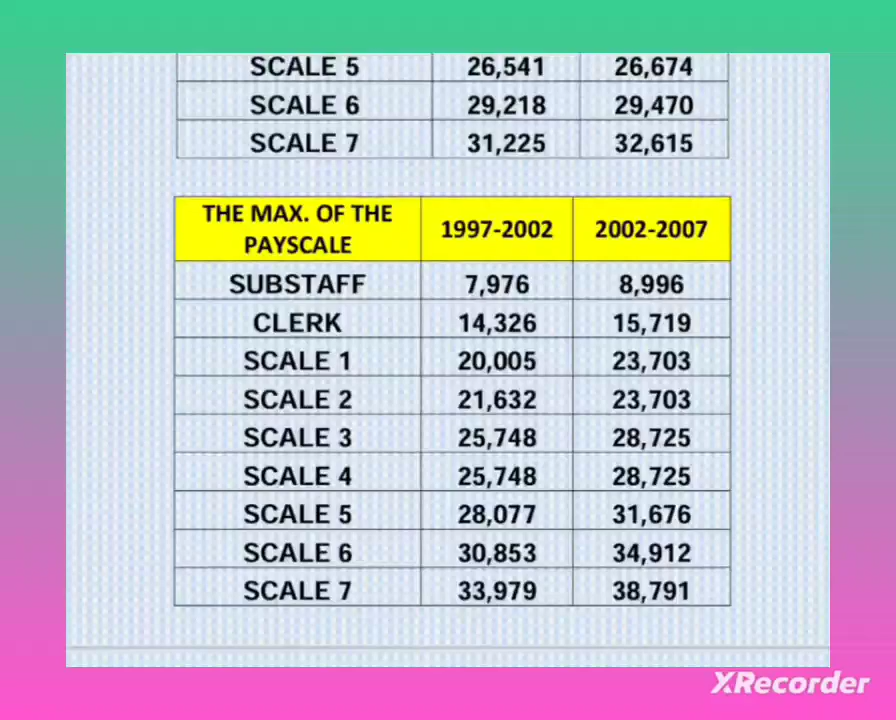 SCALE 5 26,541 26,674
SCALE 6 29,218 29,470
SCALE 7 31,225 32,615
THE MAX. OF THE PAYSCALE 1997-2002 2002-2007
SUBSTAFF 7,976 8,996
CLERK 14,326 15,719
SCALE 1 20,005 23,703
SCALE 2 21,632 23,703
SCALE 3 25,748 28,725
SCALE 4 25,748 28,725
SCALE 5 28,077 31,676
SCALE 6 30,853 34,912
SCALE 7 33,979 38,791
XRecorder